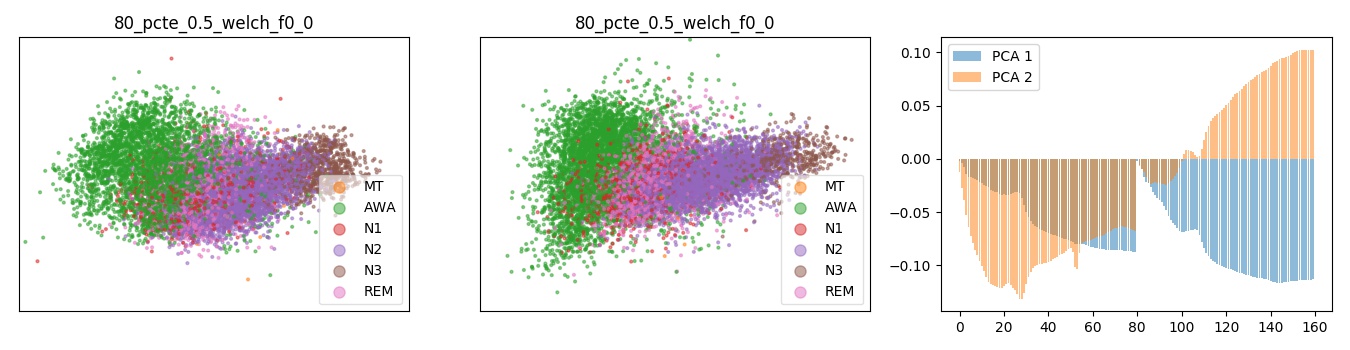 80_pcte_0.5_welch_f0_0
MT
AWA
N1
N2
N3
REM
80_pcte_0.5_welch_f0_0
MT
AWA
N1
N2
N3
REM
PCA 1
PCA 2
0.10
0.05
0.00
−0.05
−0.10
0 20 40 60 80 100 120 140 160